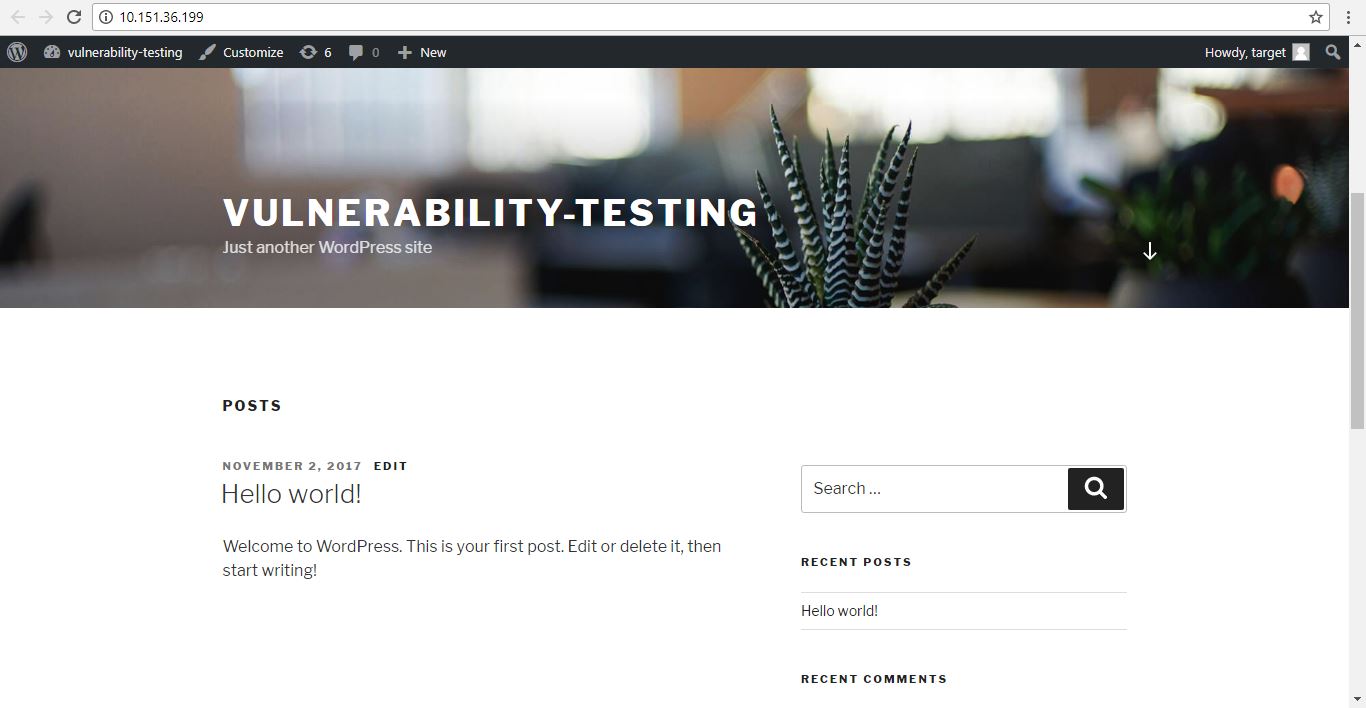 10.151.36.199
vulnerability-testing Customize 6 0 New Howdy, target
VULNERABILITY-TESTING
Just another WordPress site
POSTS
NOVEMBER 2, 2017 EDIT
Hello world!
Welcome to WordPress. This is your first post. Edit or delete it, then
start writing!
Search ...
RECENT POSTS
Hello world!
RECENT COMMENTS